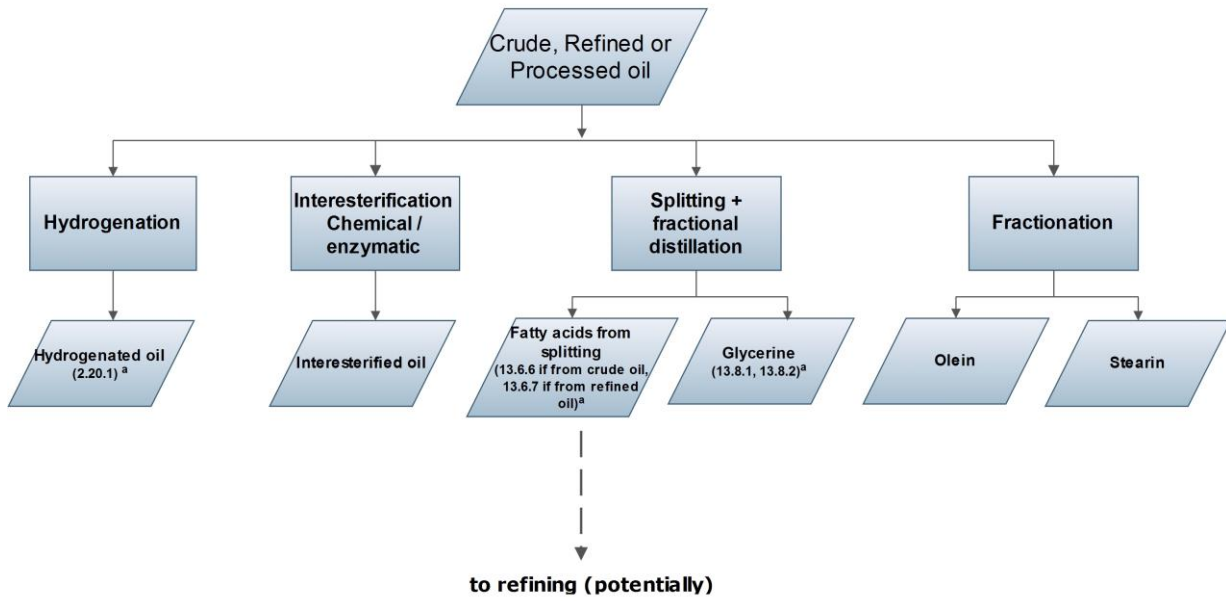 Crude, Refined or
Processed oil
Hydrogenation
Interesterification
Chemical /
enzymatic
Splitting +
fractional
distillation
Fractionation
Hydrogenated oil
(2.20.1) a
Interesterified oil
Fatty acids from
splitting
(13.6.6 if from crude oil,
13.6.7 if from refined
oil)a
Glycerine
(13.8.1, 13.8.2)a
Olein
Stearin
to refining (potentially)